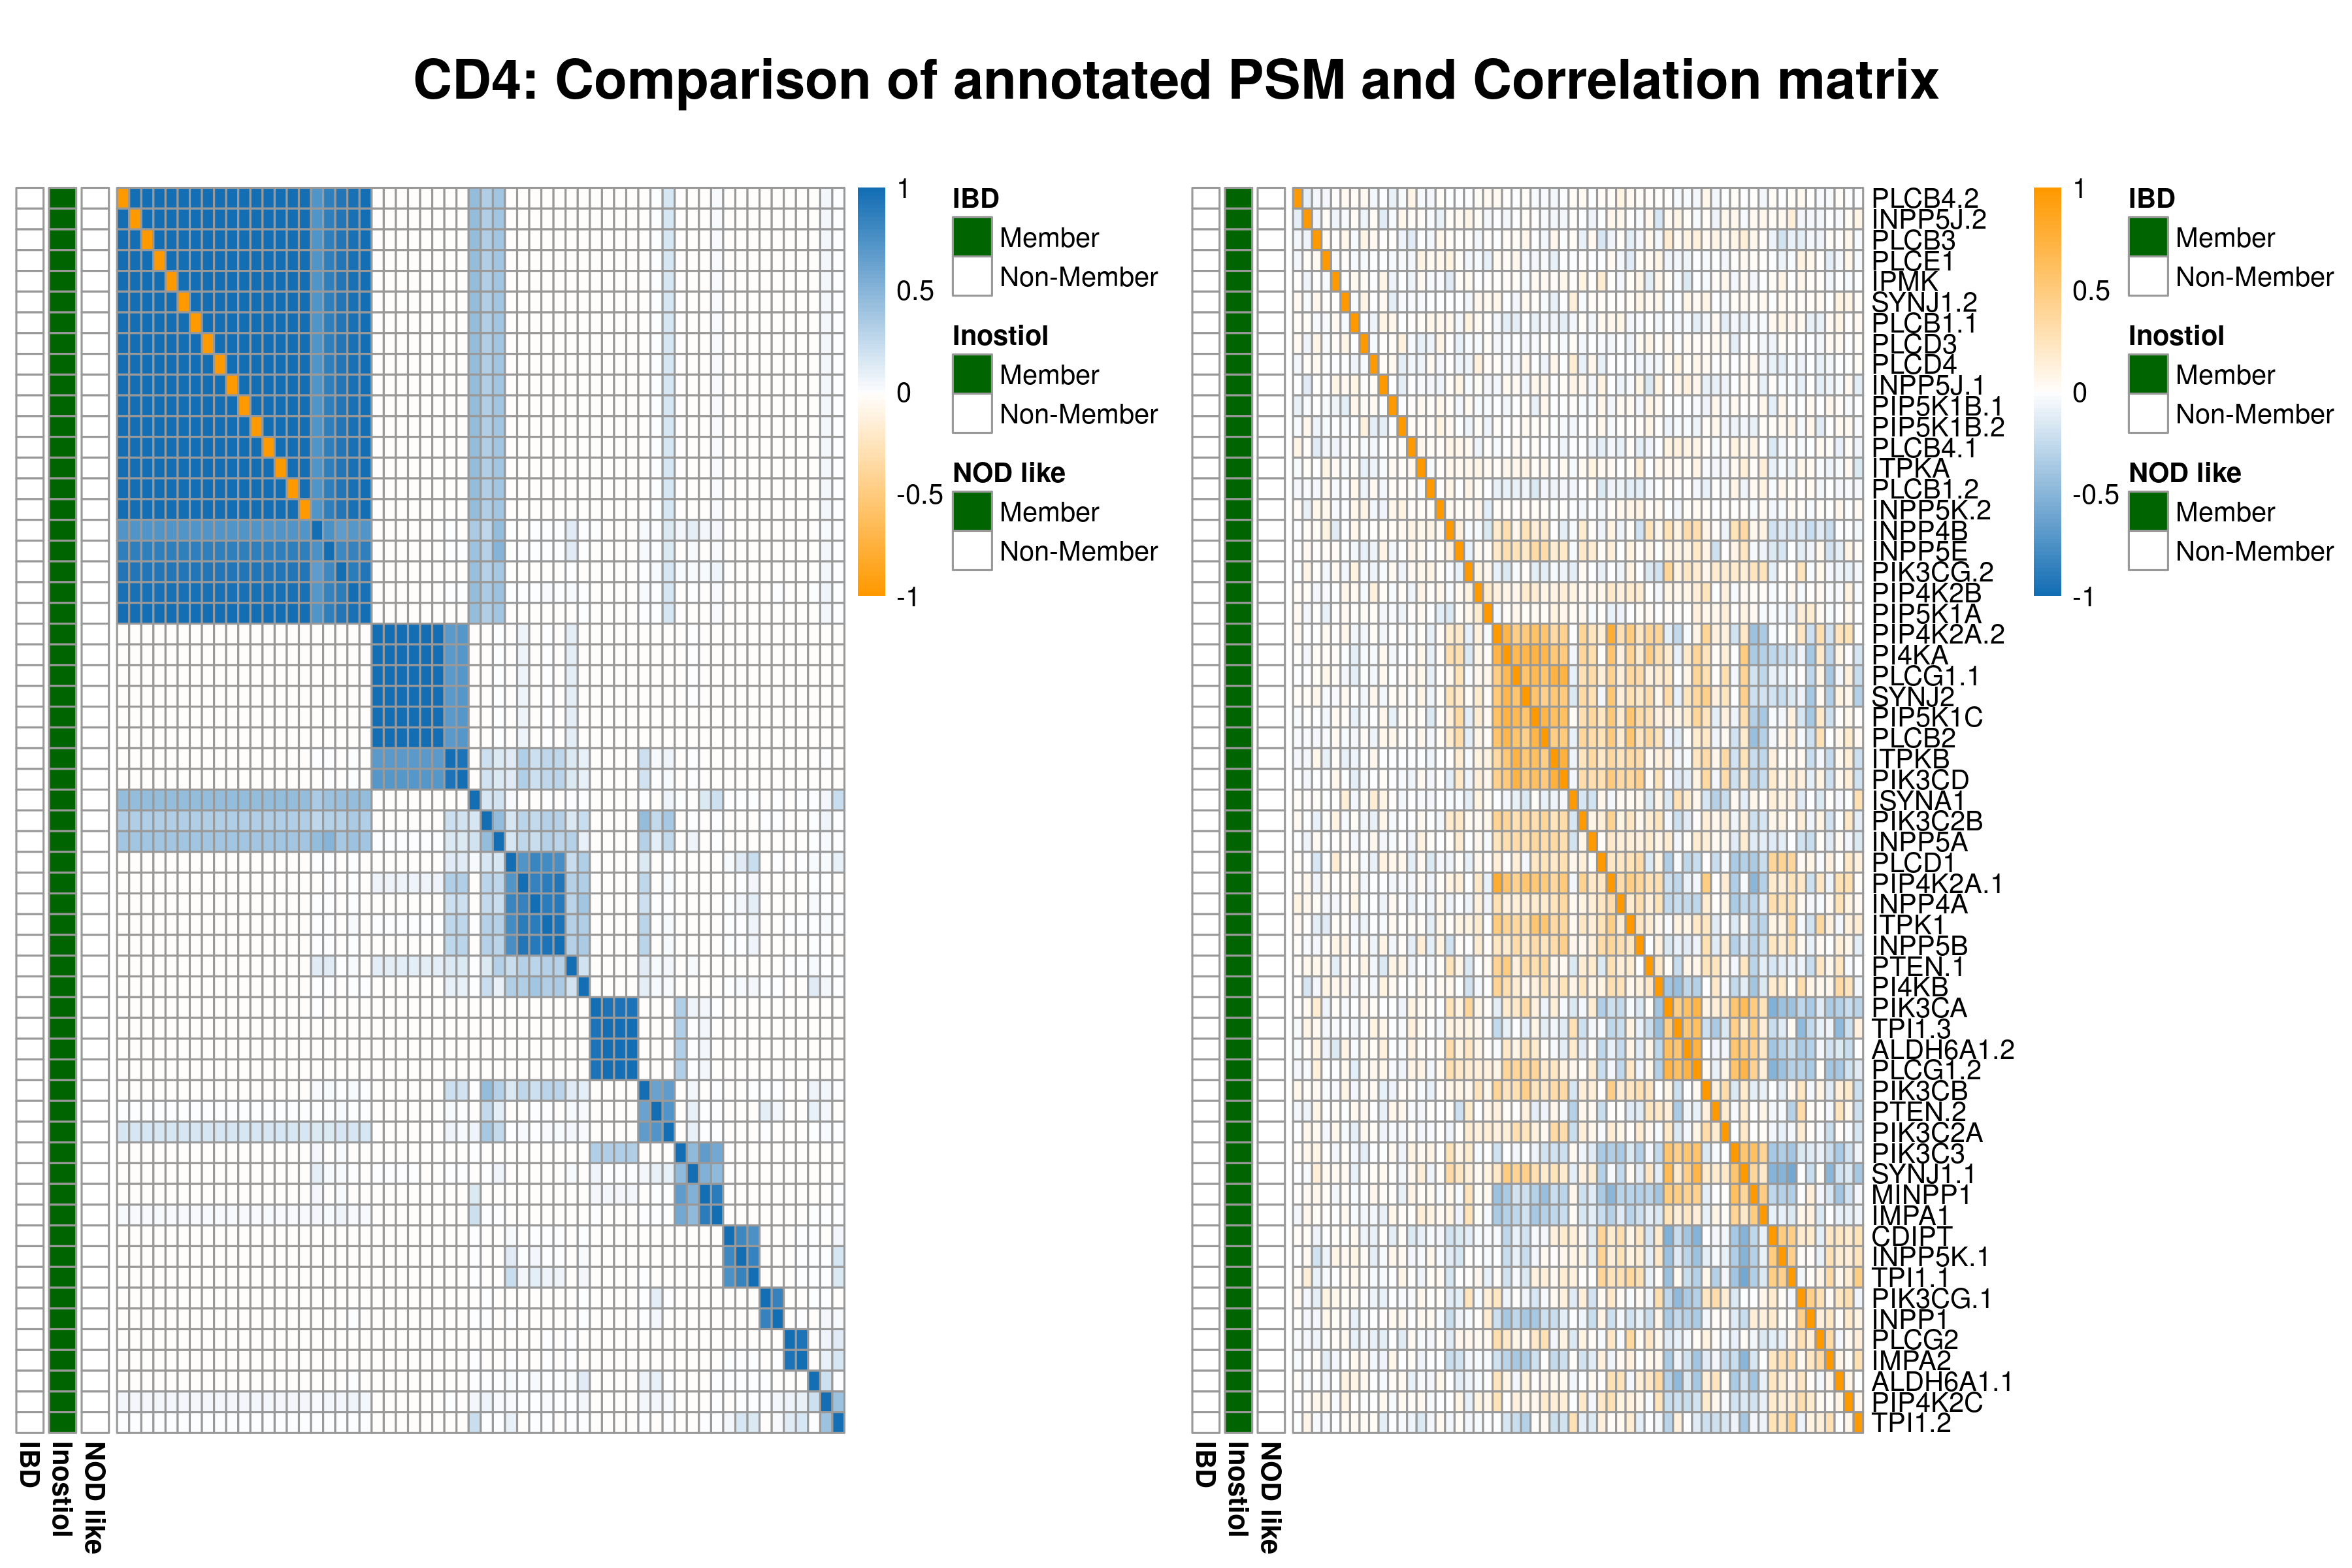 CD4: Comparison of annotated PSM and Correlation matrix
1
0.5
0
-0.5
-1
IBD
Member
Non-Member
Inostiol
Member
Non-Member
NOD like
Member
Non-Member
IBD
Inostiol
NOD like
PLCB4.2
INPP5J.2
PLCB3
PLCE1
IPMK
SYNJ1.2
PLCB1.1
PLCD3
PLCD4
INPP5J.1
PIP5K1B.1
PIP5K1B.2
PLCB4.1
ITPKA
PLCB1.2
INPP5K.2
INPP4B
INPP5E
PIK3CG.2
PIP4K2B
PIP5K1A
PIP4K2A.2
PI4KA
PLCG1.1
SYNJ2
PIP5K1C
PLCB2
ITPKB
PIK3CD
ISYNA1
PIK3C2B
INPP5A
PLCD1
PIP4K2A.1
INPP4A
ITPK1
INPP5B
PTEN.1
PI4KB
PIK3CA
TPI1.3
ALDH6A1.2
PLCG1.2
PIK3CB
PTEN.2
PIK3C2A
PIK3C3
SYNJ1.1
MINPP1
IMPA1
CDIPT
INPP5K.1
TPI1.1
PIK3CG.1
INPP1
PLCG2
IMPA2
ALDH6A1.1
PIP4K2C
TPI1.2
1
0.5
0
-0.5
-1
IBD
Member
Non-Member
Inostiol
Member
Non-Member
NOD like
Member
Non-Member
IBD
Inostiol
NOD like